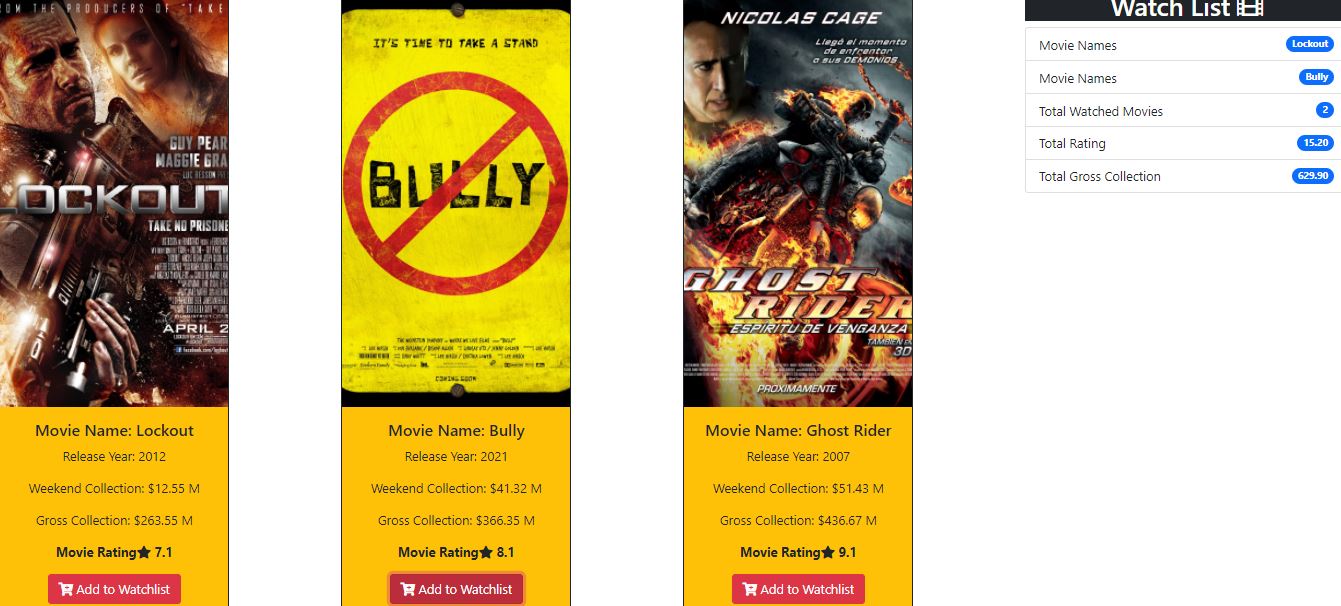 OM THE PRODUCERS OF "TAKE
GUY PEAR
MAGGIE GRA
LOCKOUT
TAKE NO PRISONE
APRIL 2
IT'S TIME TO TAKE A STAND
BULLY
COMING SOON
NICOLAS CAGE
Llegó el momento
de enfrentar
a sus DEMONIOS
GHOST
RIDER
ESPÍRITU DE VENGANZA
TAMBIÉN EN
3D
PRÓXIMAMENTE
Movie Name: Lockout
Release Year: 2012
Weekend Collection: $12.55 M
Gross Collection: $263.55 M
Movie Rating★ 7.1
Add to Watchlist
Movie Name: Bully
Release Year: 2021
Weekend Collection: $41.32 M
Gross Collection: $366.35 M
Movie Rating★ 8.1
Add to Watchlist
Movie Name: Ghost Rider
Release Year: 2007
Weekend Collection: $51.43 M
Gross Collection: $436.67 M
Movie Rating★ 9.1
Add to Watchlist
Watch List
Movie Names Lockout
Movie Names Bully
Total Watched Movies 2
Total Rating 15.20
Total Gross Collection 629.90